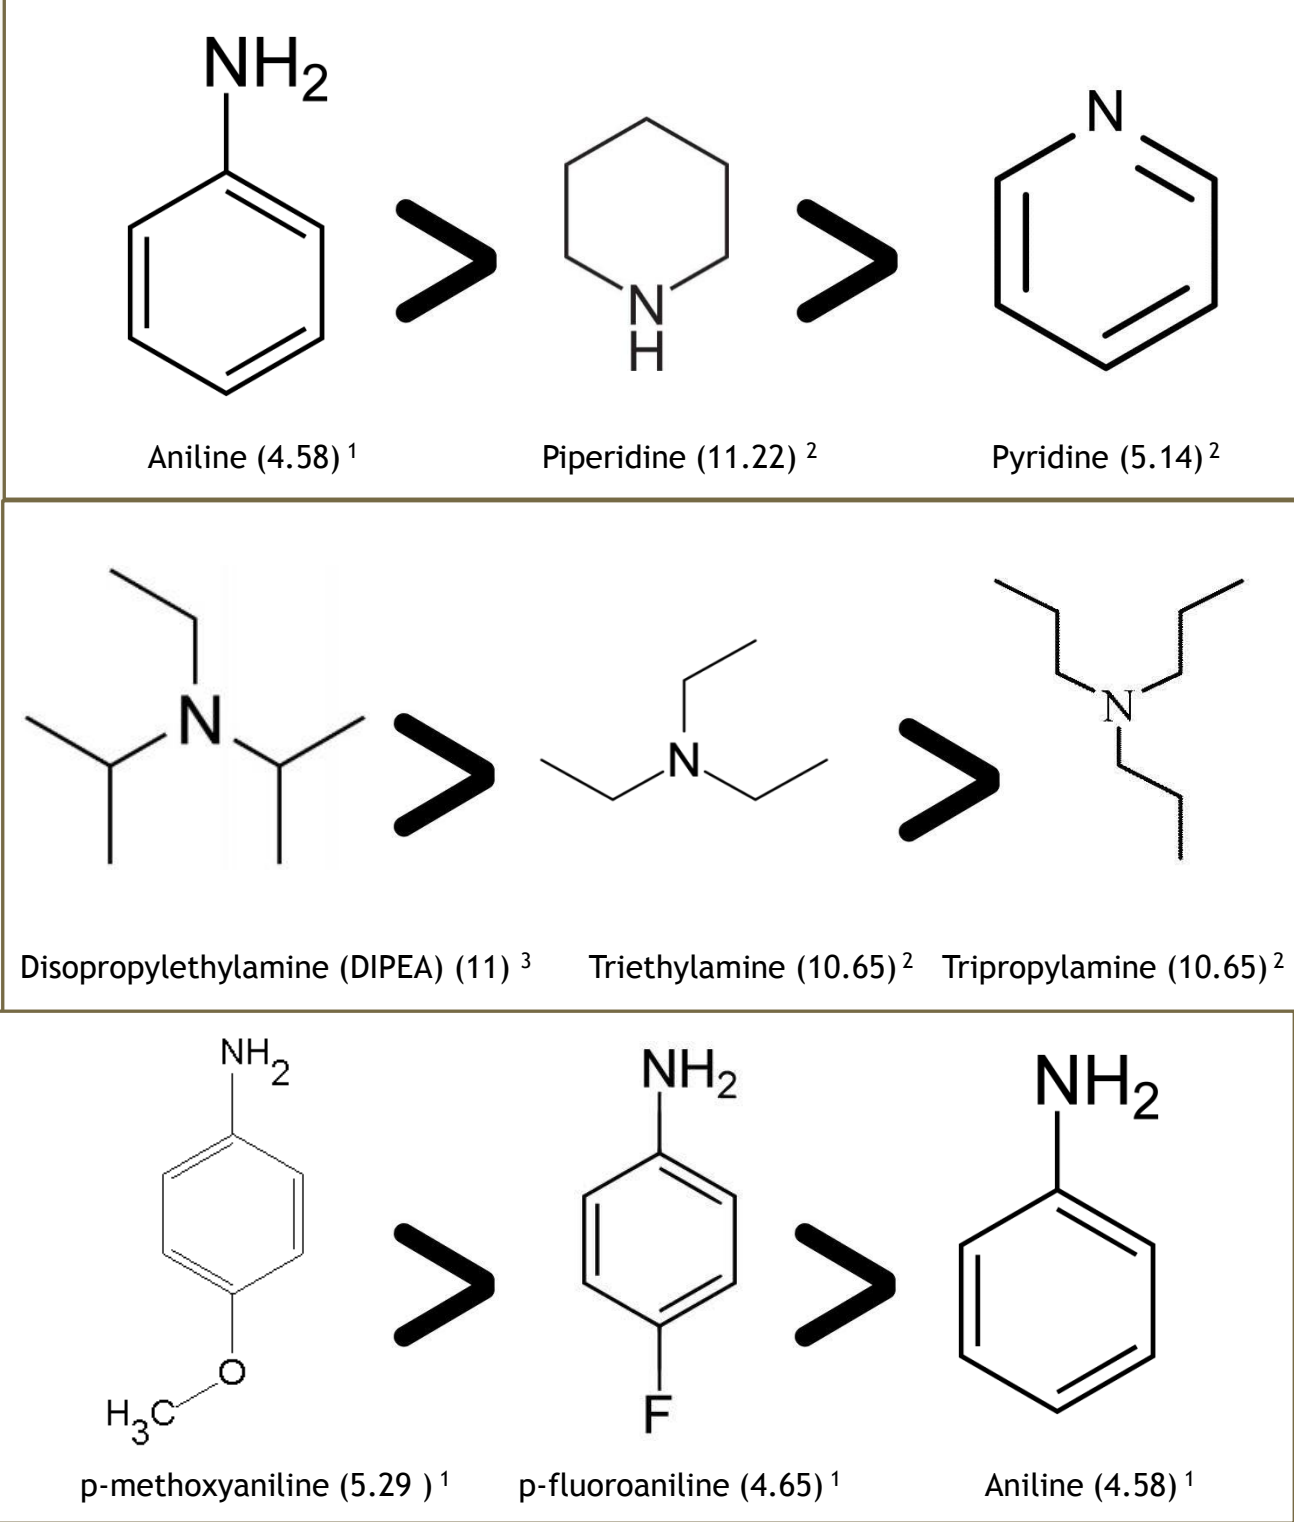 NH2
N
N
H
Aniline (4.58) 1
Piperidine (11.22) 2
Pyridine (5.14) 2
N
N
N
Disopropylethylamine (DIPEA) (11) 3
Triethylamine (10.65) 2
Tripropylamine (10.65) 2
NH2
NH2
NH2
O
H3C
F
p-methoxyaniline (5.29 ) 1
p-fluoroaniline (4.65) 1
Aniline (4.58) 1